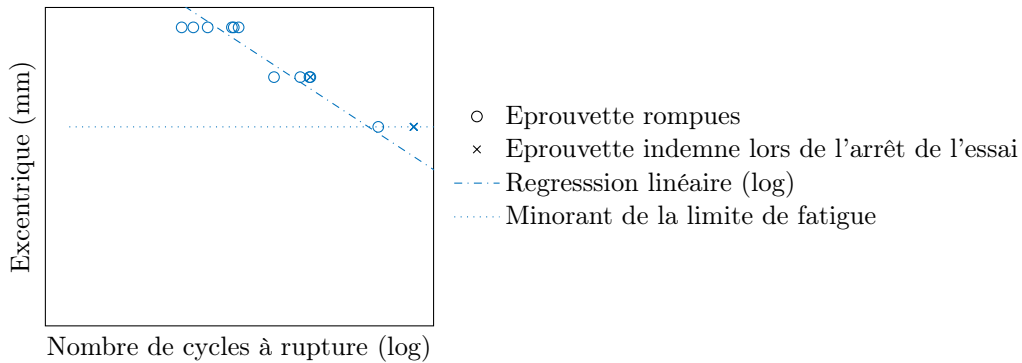 Excentrique (mm)
Nombre de cycles à rupture (log)
Eprouvette rompues
Eprouvette indemne lors de l'arrêt de l'essai
Regresssion linéaire (log)
Minorant de la limite de fatigue